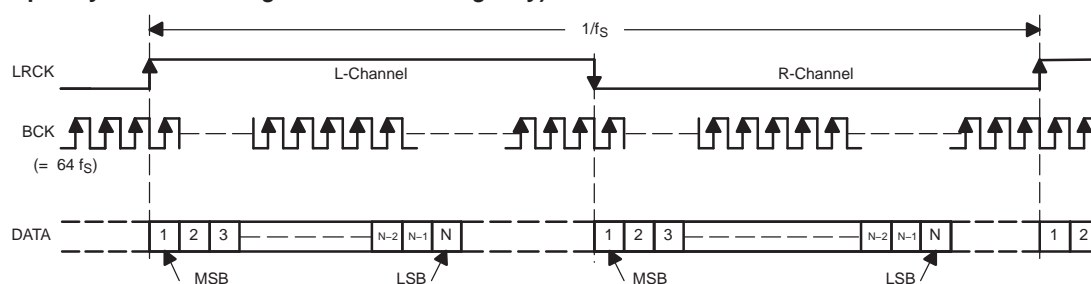 1/fS
LRCK L-Channel R-Channel
BCK
(= 64 fS)
DATA 1 2 3 N–2 N–1 N 1 2 3 N–2 N–1 N 1 2
MSB LSB MSB LSB